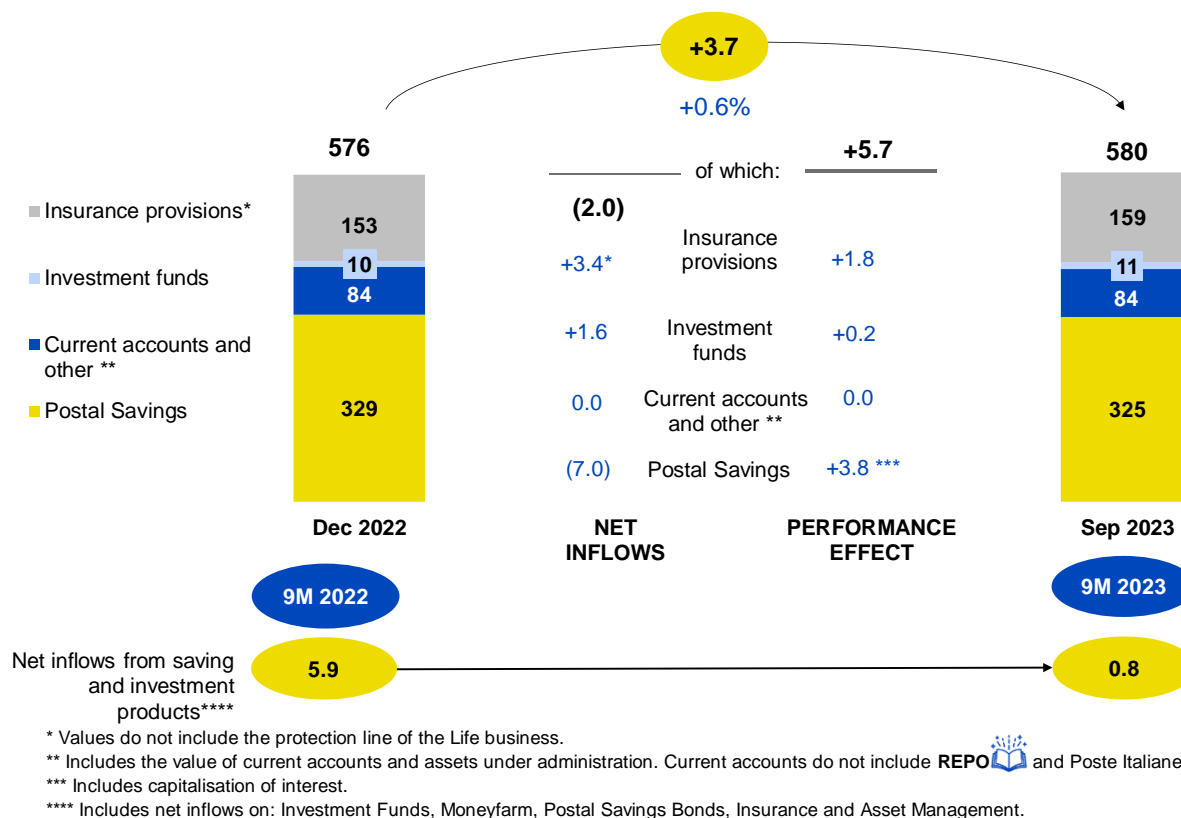 +3.7
+0.6%
576
of which:
+5.7
580
(2.0)
Insurance provisions*
153
+3.4*
Insurance
provisions
+1.8
159
Investment funds
10
11
84
84
+1.6
Investment
funds
+0.2
Current accounts and
other **
0.0
Current accounts
and other **
0.0
Postal Savings
329
325
(7.0)
Postal Savings
+3.8 ***
Dec 2022
NET
INFLOWS
PERFORMANCE
EFFECT
Sep 2023
9M 2022
9M 2023
Net inflows from saving
and investment
products****
5.9
0.8
* Values do not include the protection line of the Life business.
** Includes the value of current accounts and assets under administration. Current accounts do not include REPO and Poste Italiane
*** Includes capitalisation of interest.
**** Includes net inflows on: Investment Funds, Moneyfarm, Postal Savings Bonds, Insurance and Asset Management.